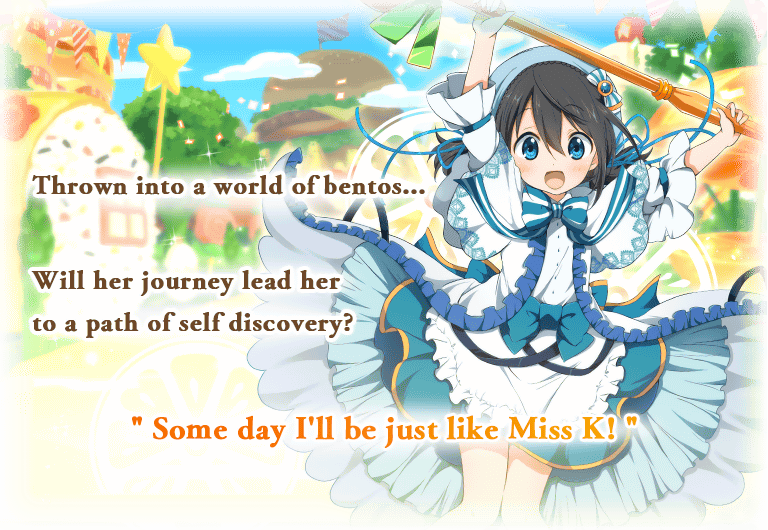 Thrown into a world of bentos...
Will her journey lead her
to a path of self discovery?
" Some day I'll be just like Miss K! "